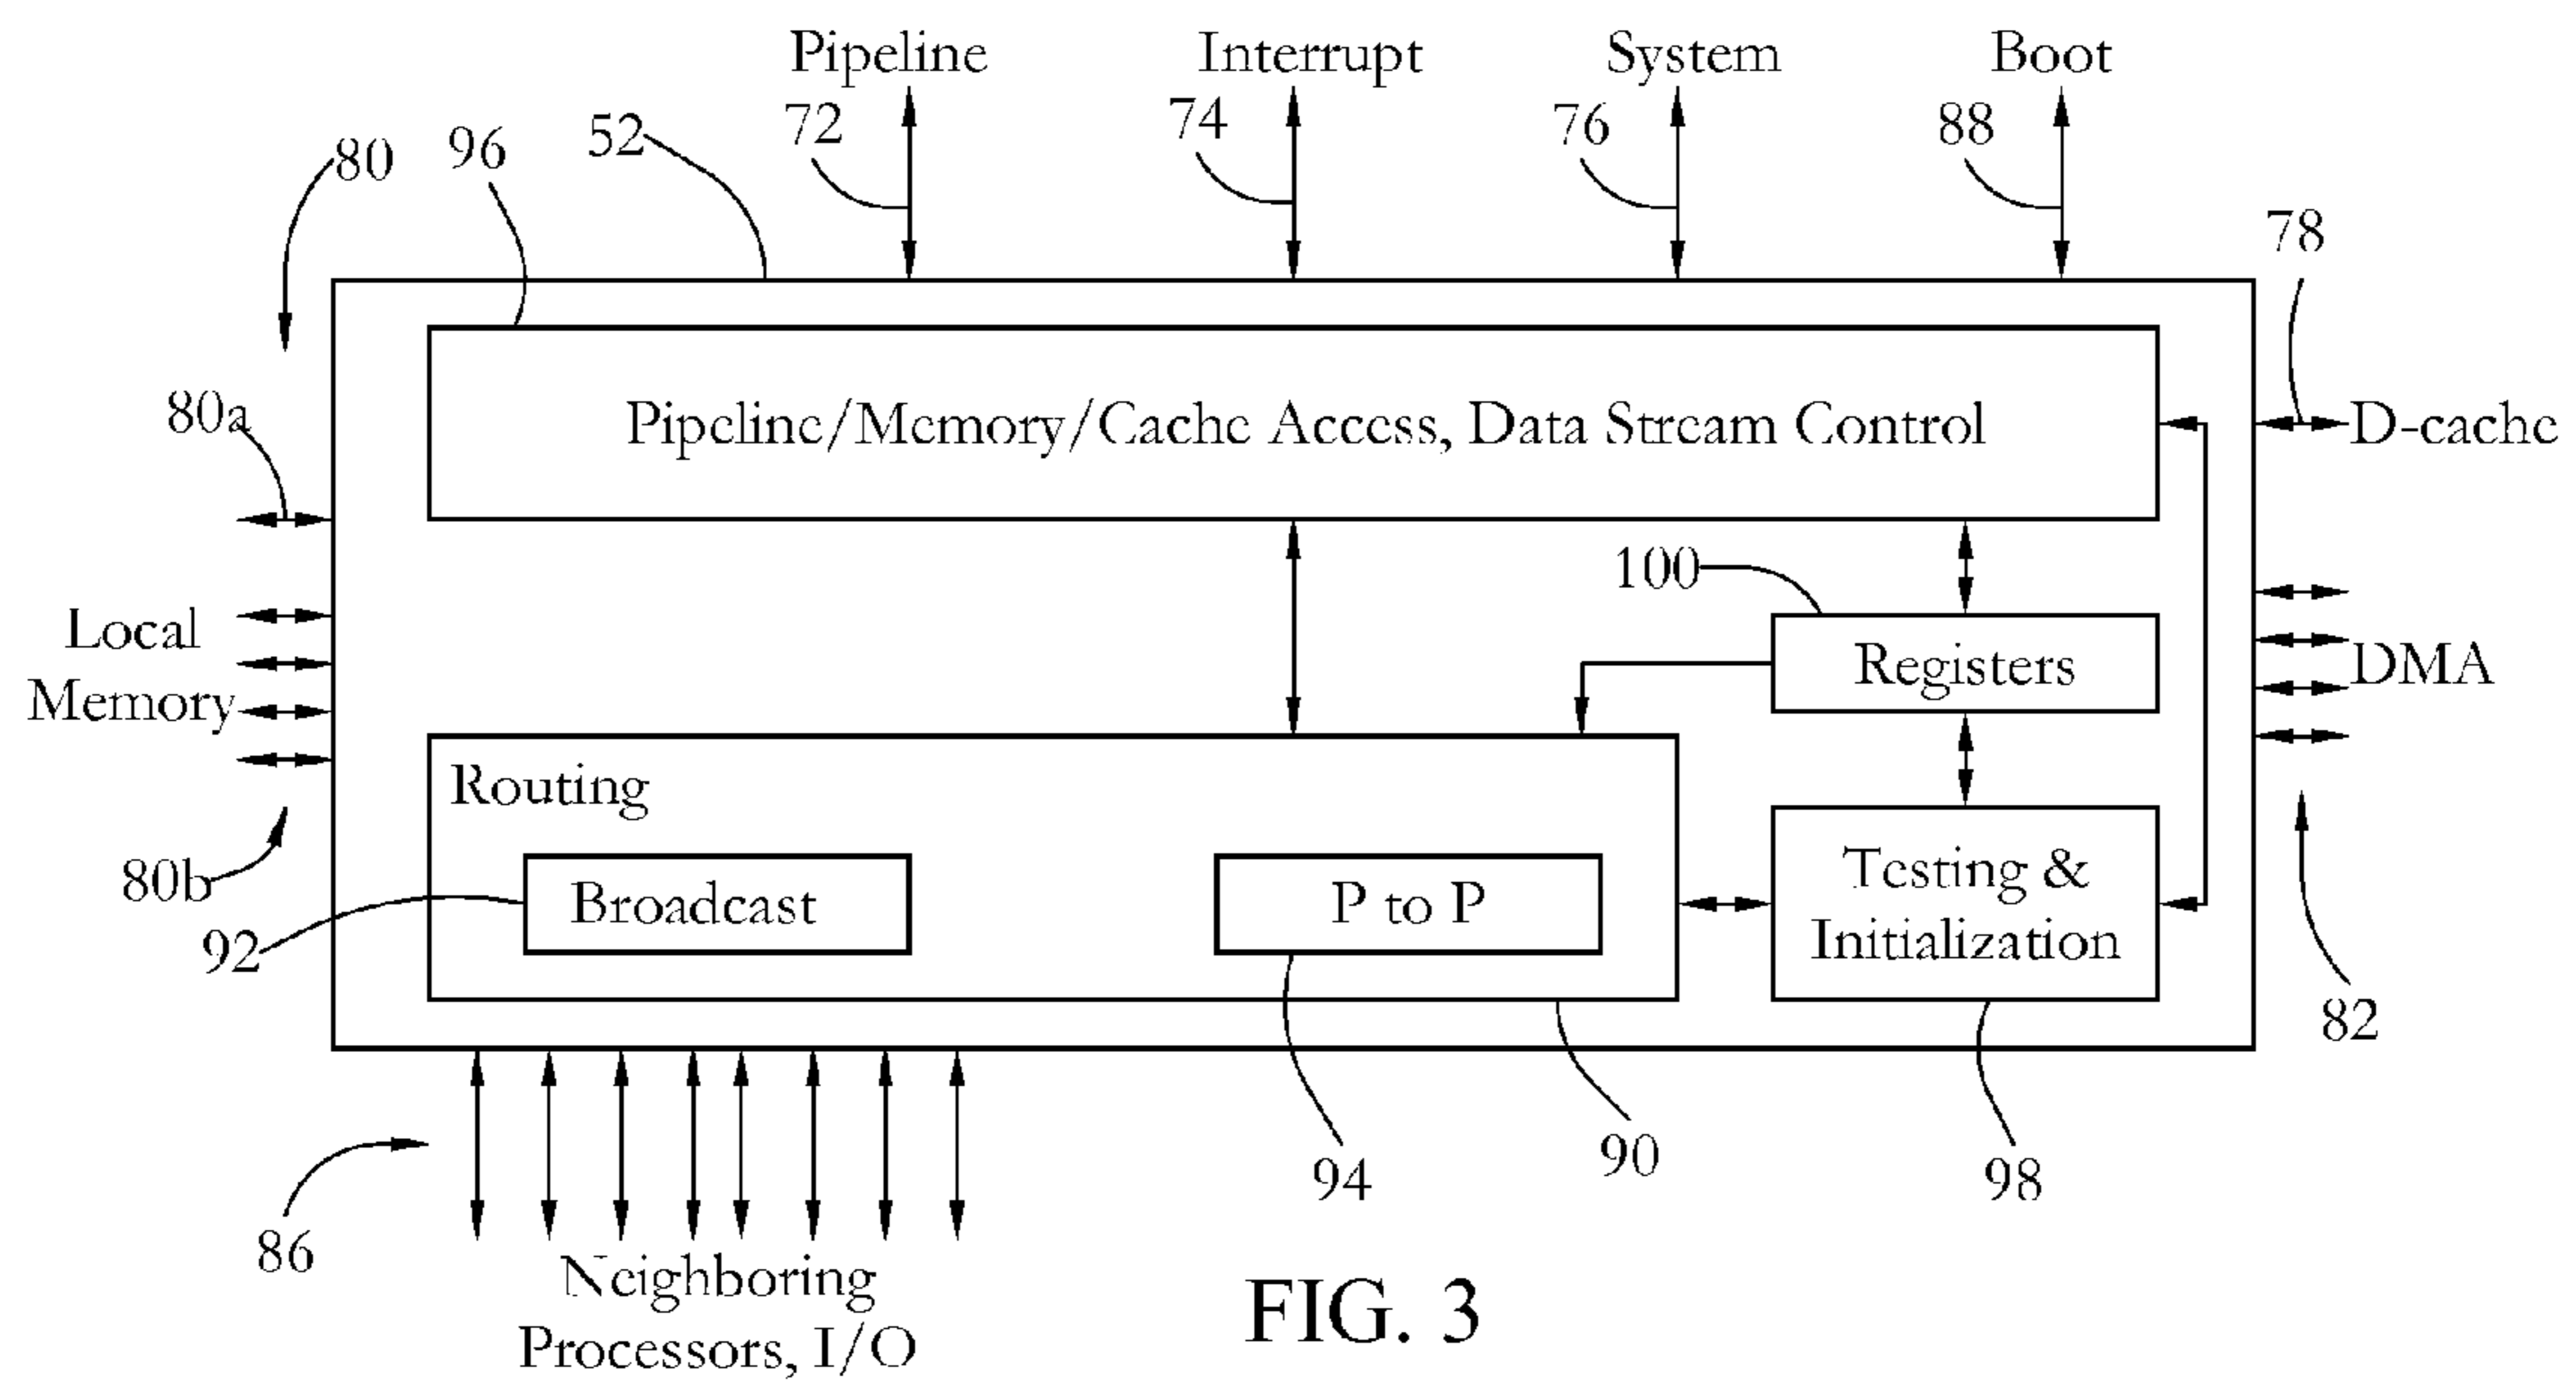 Pipeline
Interrupt
System
Boot
72
74
76
88
52
96
80
78
80a
Pipeline/Memory/Cache Access, Data Stream Control
D-cache
100
Local
Memory
Registers
DMA
Routing
80b
Broadcast
P to P
Testing &
Initialization
92
82
86
94
90
98
Neighboring
Processors, I/O
FIG. 3